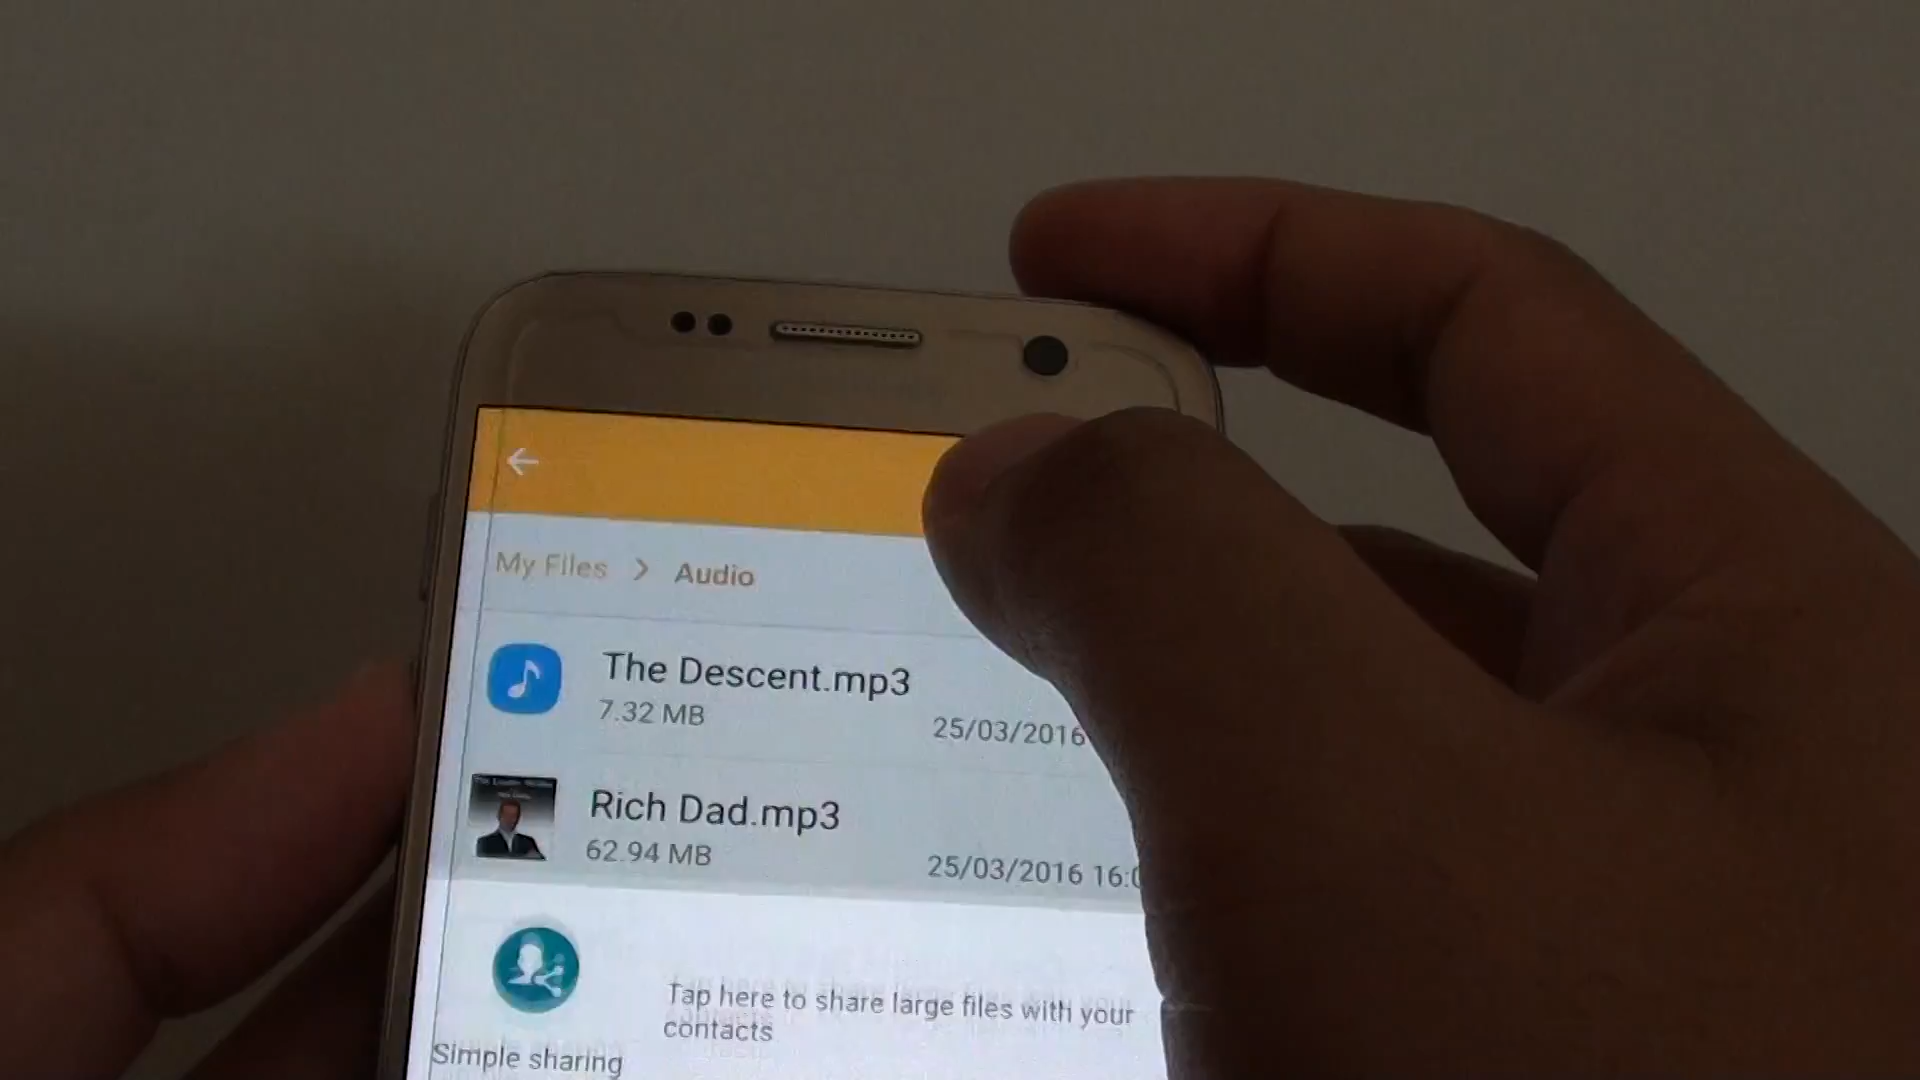 My Files > Audio
The Descent.mp3
7.32 MB
25/03/2016
Rich Dad.mp3
62.94 MB
25/03/2016 16:0
Tap here to share large files with your
contacts
Simple sharing